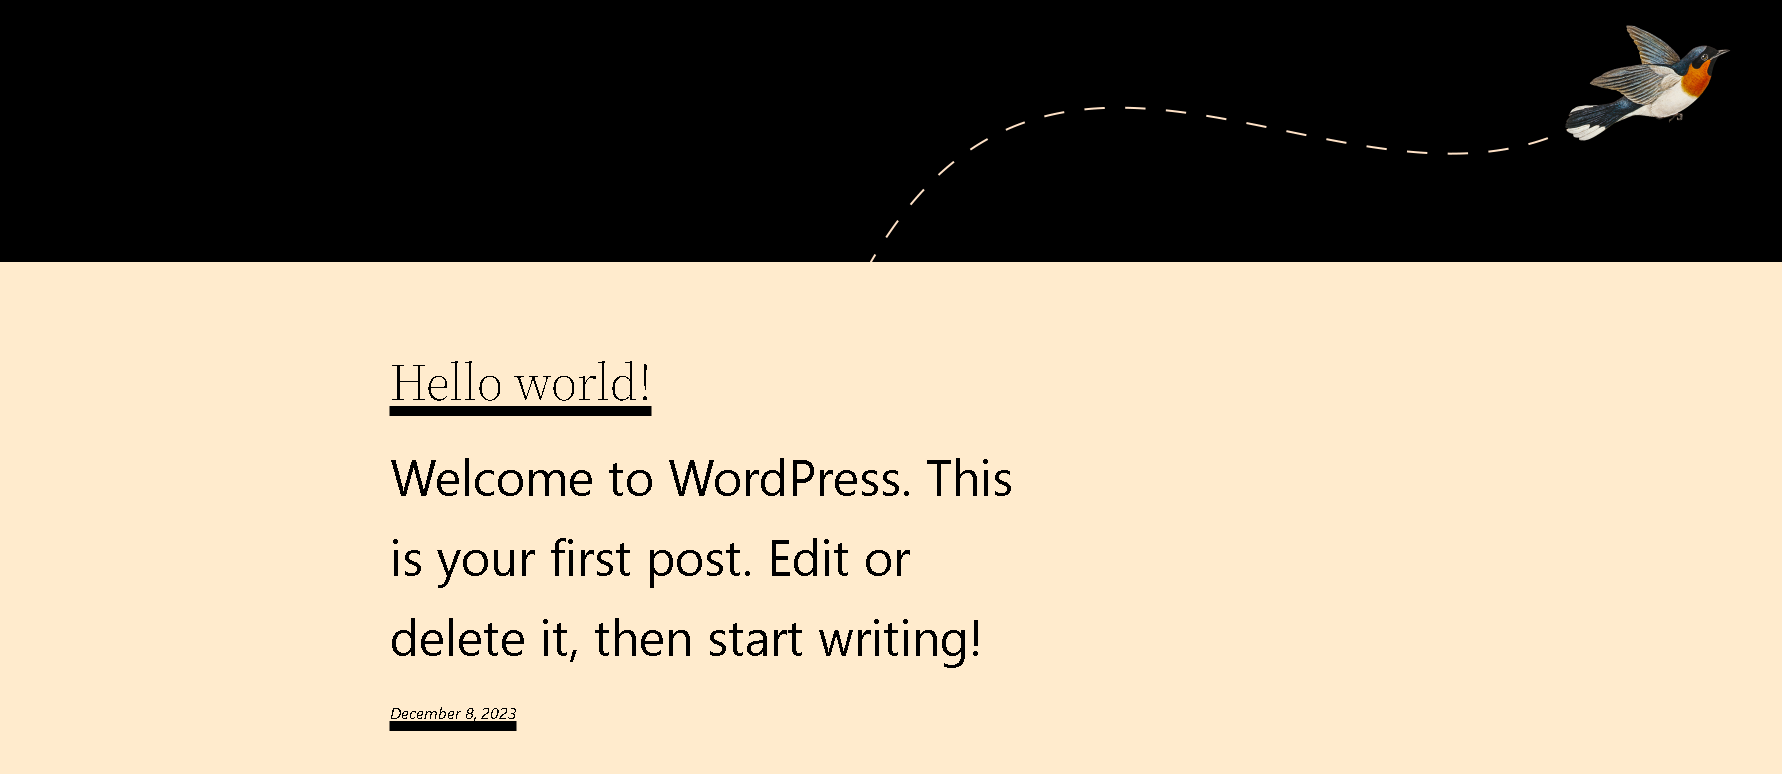 Hello world!
Welcome to WordPress. This
is your first post. Edit or
delete it, then start writing!
December 8, 2023